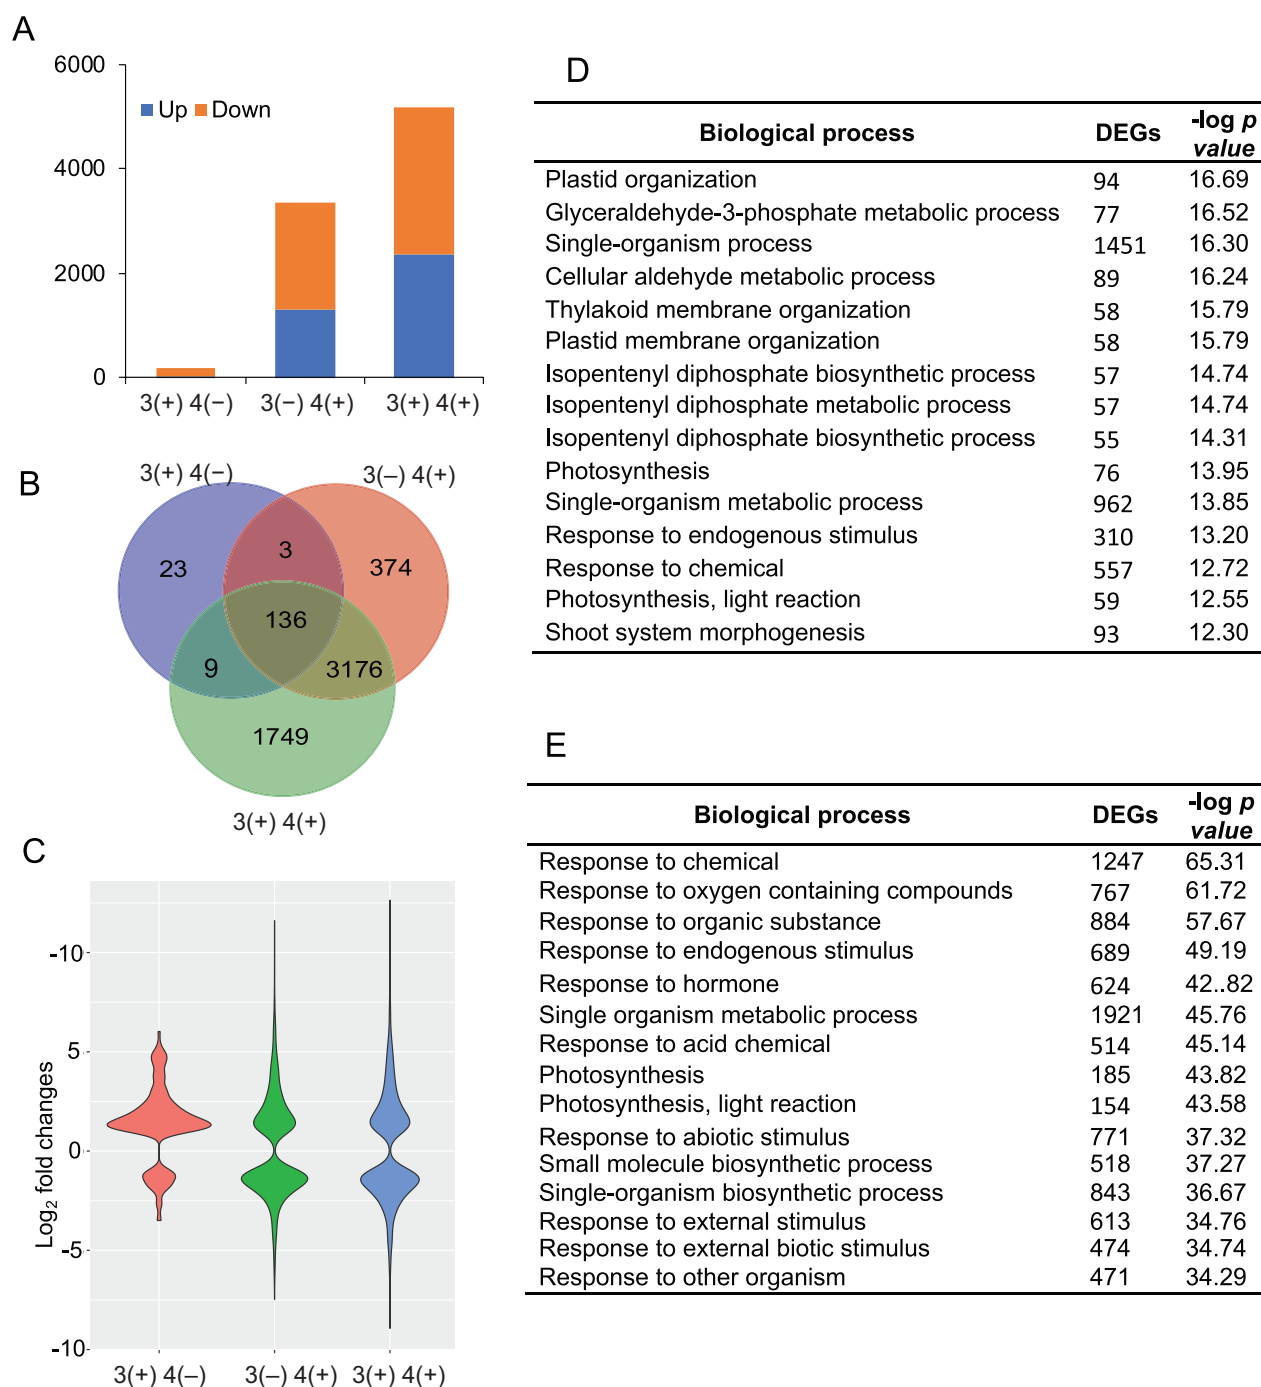 A
6000
4000
2000
0
Up Down
3(+) 4(−) 3(−) 4(+) 3(+) 4(+)
B
3(+) 4(−) 3(−) 4(+)
23 3 374
136
9 3176
1749
3(+) 4(+)
C
Log2 fold changes
-10
5
0
−5
-10
3(+) 4(–) 3(–) 4(+) 3(+) 4(+)
D
Biological process DEGs -log p value
Plastid organization 94 16.69
Glyceraldehyde-3-phosphate metabolic process 77 16.52
Single-organism process 1451 16.30
Cellular aldehyde metabolic process 89 16.24
Thylakoid membrane organization 58 15.79
Plastid membrane organization 58 15.79
Isopentenyl diphosphate biosynthetic process 57 14.74
Isopentenyl diphosphate metabolic process 57 14.74
Isopentenyl diphosphate biosynthetic process 55 14.31
Photosynthesis 76 13.95
Single-organism metabolic process 962 13.85
Response to endogenous stimulus 310 13.20
Response to chemical 557 12.72
Photosynthesis, light reaction 59 12.55
Shoot system morphogenesis 93 12.30
E
Biological process DEGs -log p value
Response to chemical 1247 65.31
Response to oxygen containing compounds 767 61.72
Response to organic substance 884 57.67
Response to endogenous stimulus 689 49.19
Response to hormone 624 42..82
Single organism metabolic process 1921 45.76
Response to acid chemical 514 45.14
Photosynthesis 185 43.82
Photosynthesis, light reaction 154 43.58
Response to abiotic stimulus 771 37.32
Small molecule biosynthetic process 518 37.27
Single-organism biosynthetic process 843 36.67
Response to external stimulus 613 34.76
Response to external biotic stimulus 474 34.74
Response to other organism 471 34.29